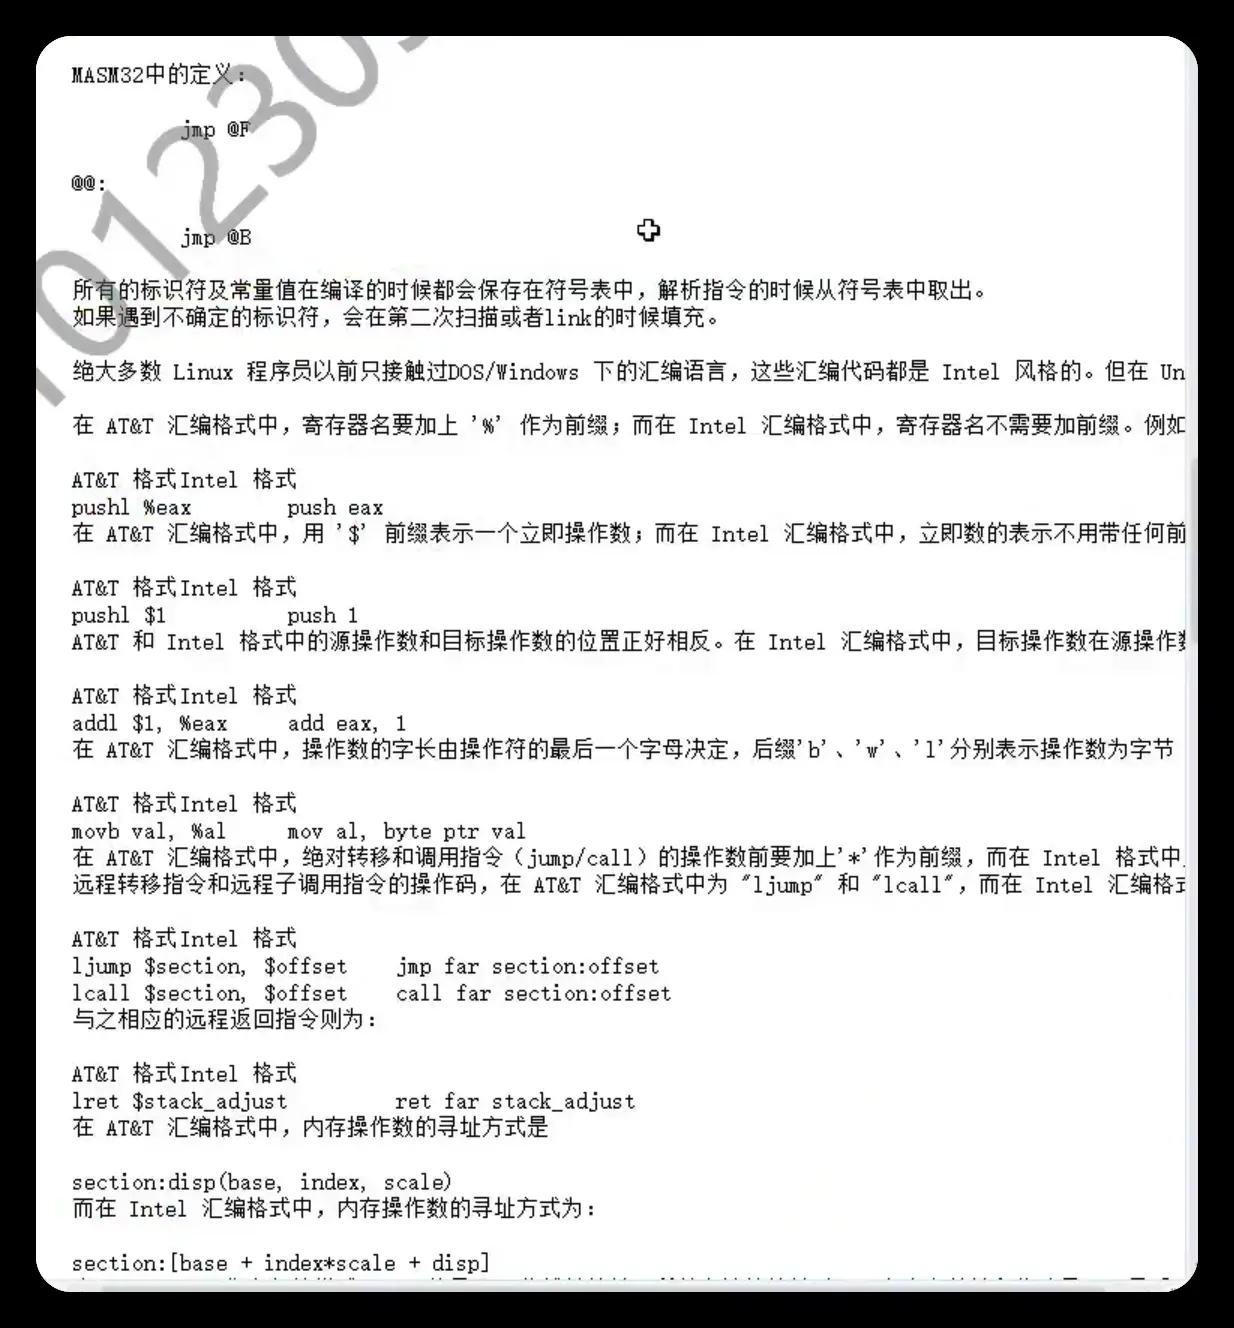 MASM32中的定义:
jmp @F
@@:
jmp @B
所有的标识符及常量值在编译的时候都会保存在符号表中，解析指令的时候从符号表中取出。
如果遇到不确定的标识符，会在第二次扫描或者link的时候填充。
绝大多数 Linux 程序员以前只接触过DOS/Windows 下的汇编语言，这些汇编代码都是 Intel 风格的。但在 Un
在 AT&T 汇编格式中，寄存器名要加上 '%' 作为前缀；而在 Intel 汇编格式中，寄存器名不需要加前缀。例如
AT&T 格式Intel 格式
pushl %eax push eax
在 AT&T 汇编格式中，用 '$' 前缀表示一个立即操作数；而在 Intel 汇编格式中，立即数的表示不用带任何前
AT&T 格式Intel 格式
pushl $1 push 1
AT&T 和 Intel 格式中的源操作数和目标操作数的位置正好相反。在 Intel 汇编格式中，目标操作数在源操作数
AT&T 格式Intel 格式
addl $1, %eax add eax, 1
在 AT&T 汇编格式中，操作数的字长由操作符的最后一个字母决定，后缀'b'、'w'、'l'分别表示操作数为字节
AT&T 格式Intel 格式
movb val, %al mov al, byte ptr val
在 AT&T 汇编格式中，绝对转移和调用指令（jump/call）的操作数前要加上'*'作为前缀，而在 Intel 格式中
远程转移指令和远程子调用指令的操作码，在 AT&T 汇编格式中为 "ljump" 和 "lcall"，而在 Intel 汇编格式
AT&T 格式Intel 格式
ljump $section, $offset jmp far section:offset
lcall $section, $offset call far section:offset
与之相应的远程返回指令则为：
AT&T 格式Intel 格式
lret $stack_adjust ret far stack_adjust
在 AT&T 汇编格式中，内存操作数的寻址方式是
section:disp(base, index, scale)
而在 Intel 汇编格式中，内存操作数的寻址方式为：
section:[base + index*scale + disp]